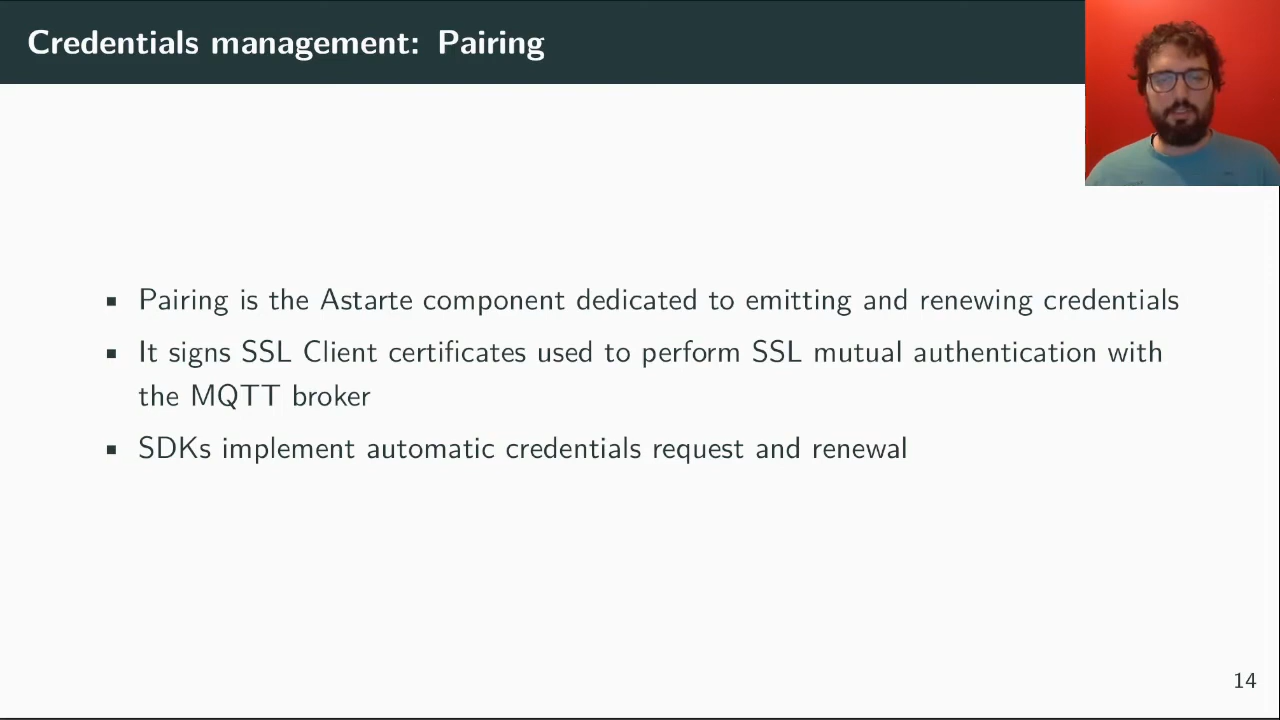 Credentials management: Pairing
▪ Pairing is the Astarte component dedicated to emitting and renewing credentials
▪ It signs SSL Client certificates used to perform SSL mutual authentication with
the MQTT broker
▪ SDKs implement automatic credentials request and renewal
14